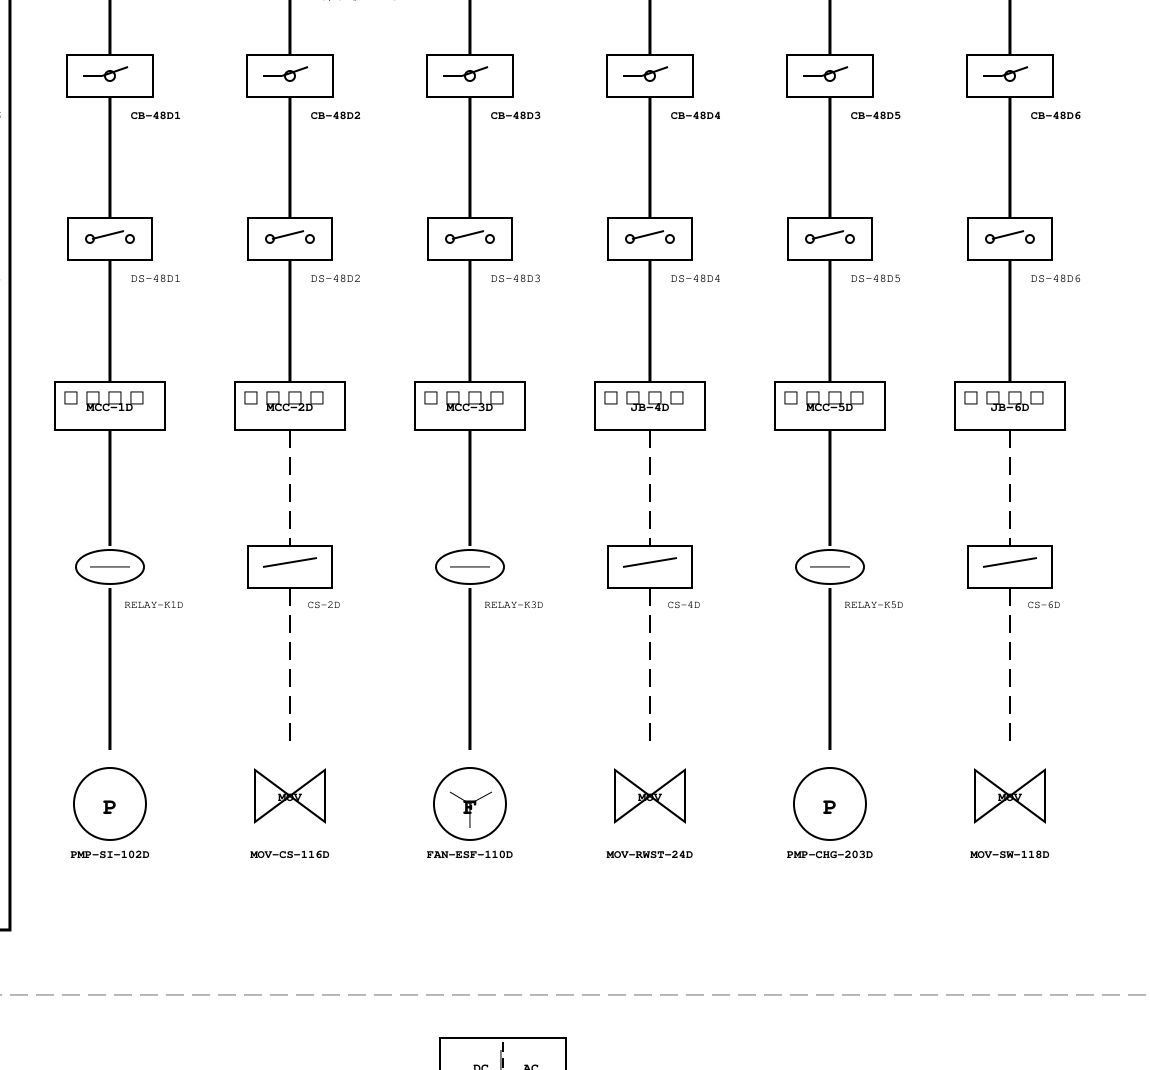 CB-48D1 CB-48D2 CB-48D3 CB-48D4 CB-48D5 CB-48D6
DS-48D1 DS-48D2 DS-48D3 DS-48D4 DS-48D5 DS-48D6
MCC-1D MCC-2D MCC-3D JB-4D MCC-5D JB-6D
RELAY-K1D CS-2D RELAY-K3D CS-4D RELAY-K5D CS-6D
P MOV F MOV P MOV
PMP-SI-102D MOV-CS-116D FAN-ESF-110D MOV-RWST-24D PMP-CHG-203D MOV-SW-118D
DC AC